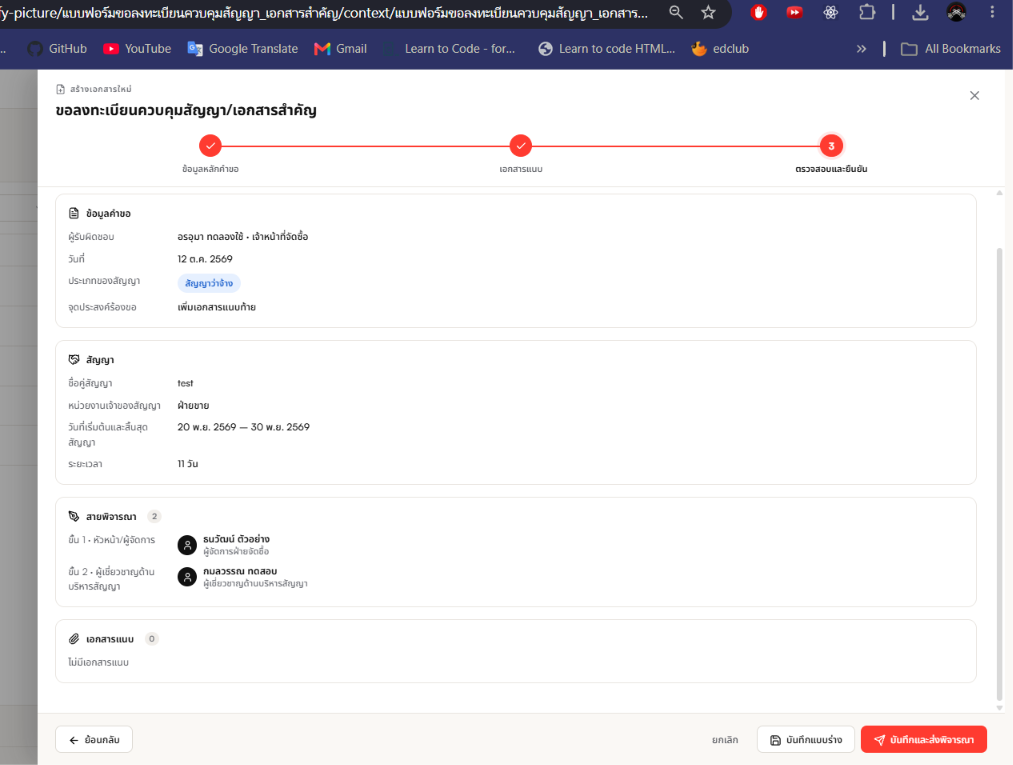 fy-picture/แบบฟอร์มขอลงทะเบียนควบคุมสัญญา_เอกสารสำคัญ/context/แบบฟอร์มขอลงทะเบียนควบคุมสัญญา_เอกสาร...
GitHub YouTube Google Translate Gmail Learn to Code - for... Learn to code HTML... edclub » All Bookmarks
สร้างเอกสารใหม่
ขอลงทะเบียนควบคุมสัญญา/เอกสารสำคัญ
3
ข้อมูลหลักคำขอ เอกสารแนบ ตรวจสอบและยืนยัน
ข้อมูลคำขอ
ผู้รับผิดชอบ อรอุมา ทดลองใช้ • เจ้าหน้าที่จัดซื้อ
วันที่ 12 ต.ค. 2569
ประเภทของสัญญา สัญญาว่าจ้าง
จุดประสงค์ร้องขอ เพิ่มเอกสารแนบท้าย
สัญญา
ชื่อคู่สัญญา test
หน่วยงานเจ้าของสัญญา ฝ่ายขาย
วันที่เริ่มต้นและสิ้นสุด 20 พ.ย. 2569 — 30 พ.ย. 2569
สัญญา
ระยะเวลา 11 วัน
สายพิจารณา 2
ขั้น 1 • หัวหน้า/ผู้จัดการ ธนวัฒน์ ตัวอย่าง
ผู้จัดการฝ่ายจัดซื้อ
ขั้น 2 • ผู้เชี่ยวชาญด้าน กมลวรรณ ทดสอบ
บริหารสัญญา ผู้เชี่ยวชาญด้านบริหารสัญญา
เอกสารแนบ 0
ไม่มีเอกสารแนบ
ย้อนกลับ ยกเลิก บันทึกแบบร่าง บันทึกและส่งพิจารณา